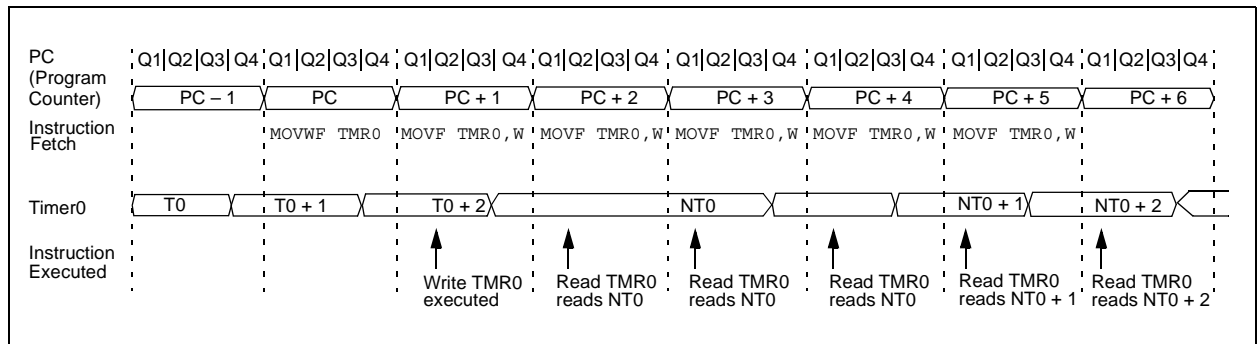 PC
(Program
Counter)
Q1 Q2 Q3 Q4 Q1 Q2 Q3 Q4 Q1 Q2 Q3 Q4 Q1 Q2 Q3 Q4 Q1 Q2 Q3 Q4 Q1 Q2 Q3 Q4 Q1 Q2 Q3 Q4 Q1 Q2 Q3 Q4
PC – 1 PC PC + 1 PC + 2 PC + 3 PC + 4 PC + 5 PC + 6
Instruction
Fetch
MOVWF TMR0 MOVF TMR0,W MOVF TMR0,W MOVF TMR0,W MOVF TMR0,W MOVF TMR0,W
Timer0
T0 T0 + 1 T0 + 2 NT0 NT0 + 1 NT0 + 2
Instruction
Executed
Write TMR0
executed
Read TMR0
reads NT0
Read TMR0
reads NT0
Read TMR0
reads NT0
Read TMR0
reads NT0 + 1
Read TMR0
reads NT0 + 2